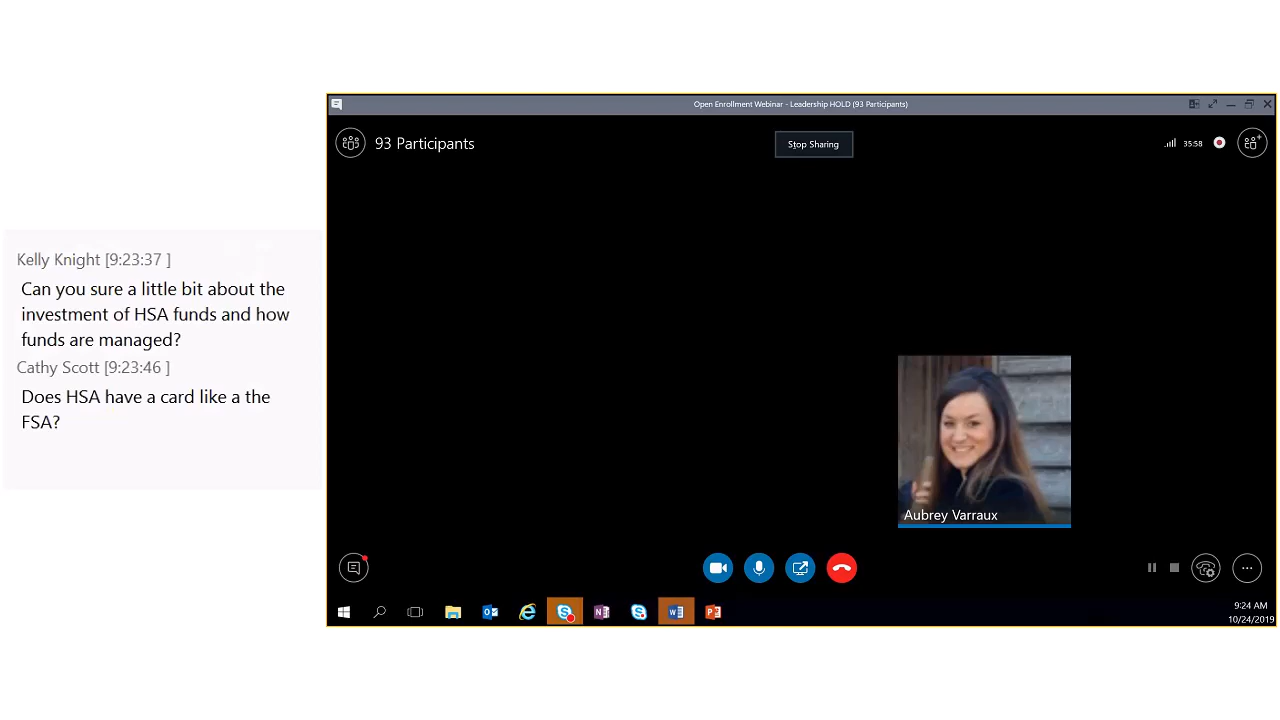 Open Enrollment Webinar - Leadership HOLD (93 Participants)
93 Participants
Stop Sharing
35:58
Kelly Knight [9:23:37 ]
Can you sure a little bit about the
investment of HSA funds and how
funds are managed?
Cathy Scott [9:23:46 ]
Does HSA have a card like a the
FSA?
Aubrey Varraux
9:24 AM
10/24/2019